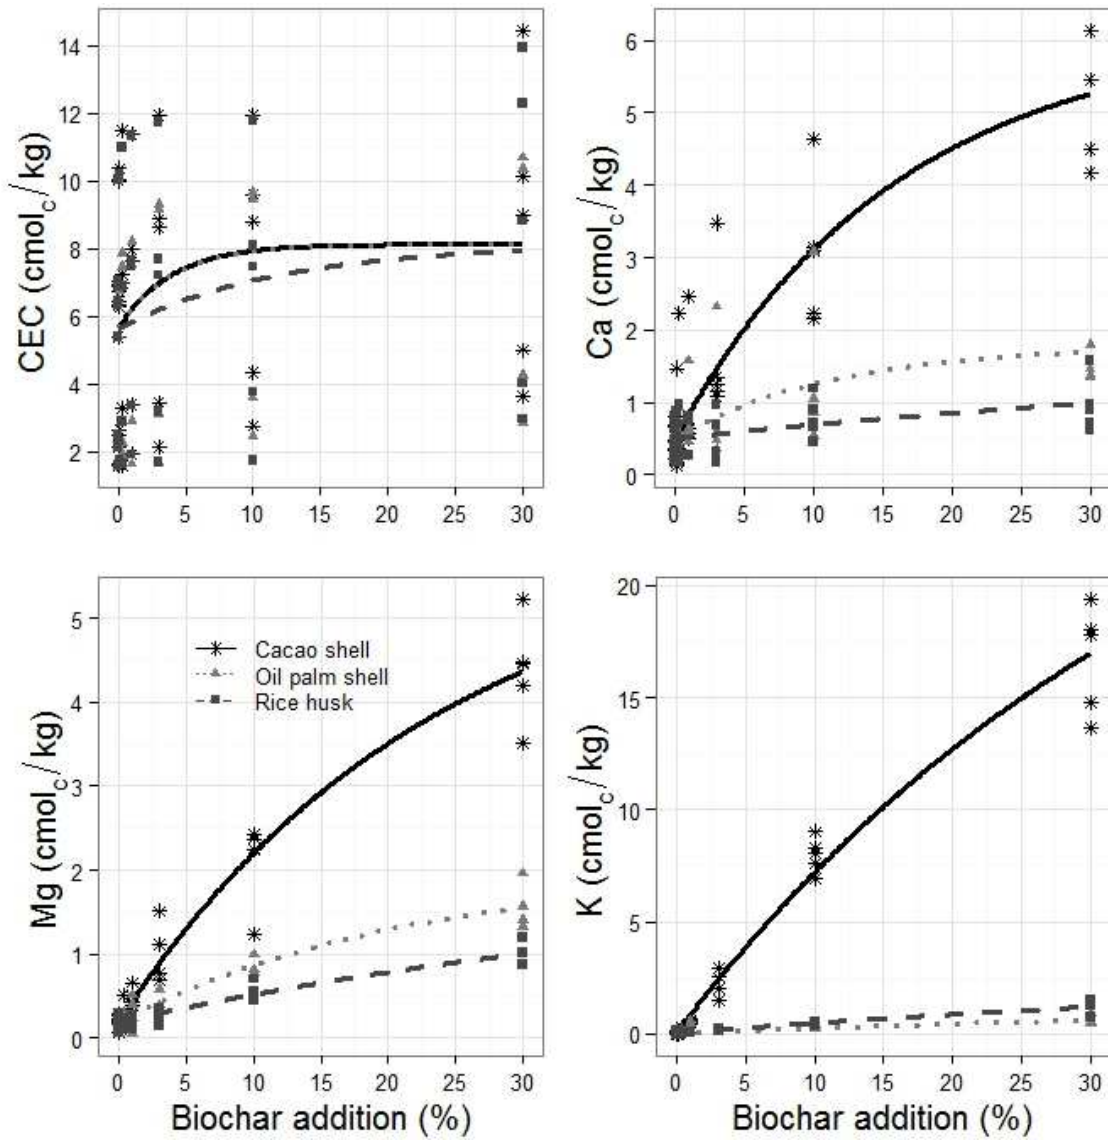 CEC (cmolc/kg)
14
12
10
8
6
4
2
0 5 10 15 20 25 30
Ca (cmolc/kg)
6
5
4
3
2
1
0
0 5 10 15 20 25 30
Mg (cmolc/kg)
5
4
3
2
1
0
Cacao shell
Oil palm shell
Rice husk
0 5 10 15 20 25 30
Biochar addition (%)
K (cmolc/kg)
20
15
10
5
0
0 5 10 15 20 25 30
Biochar addition (%)